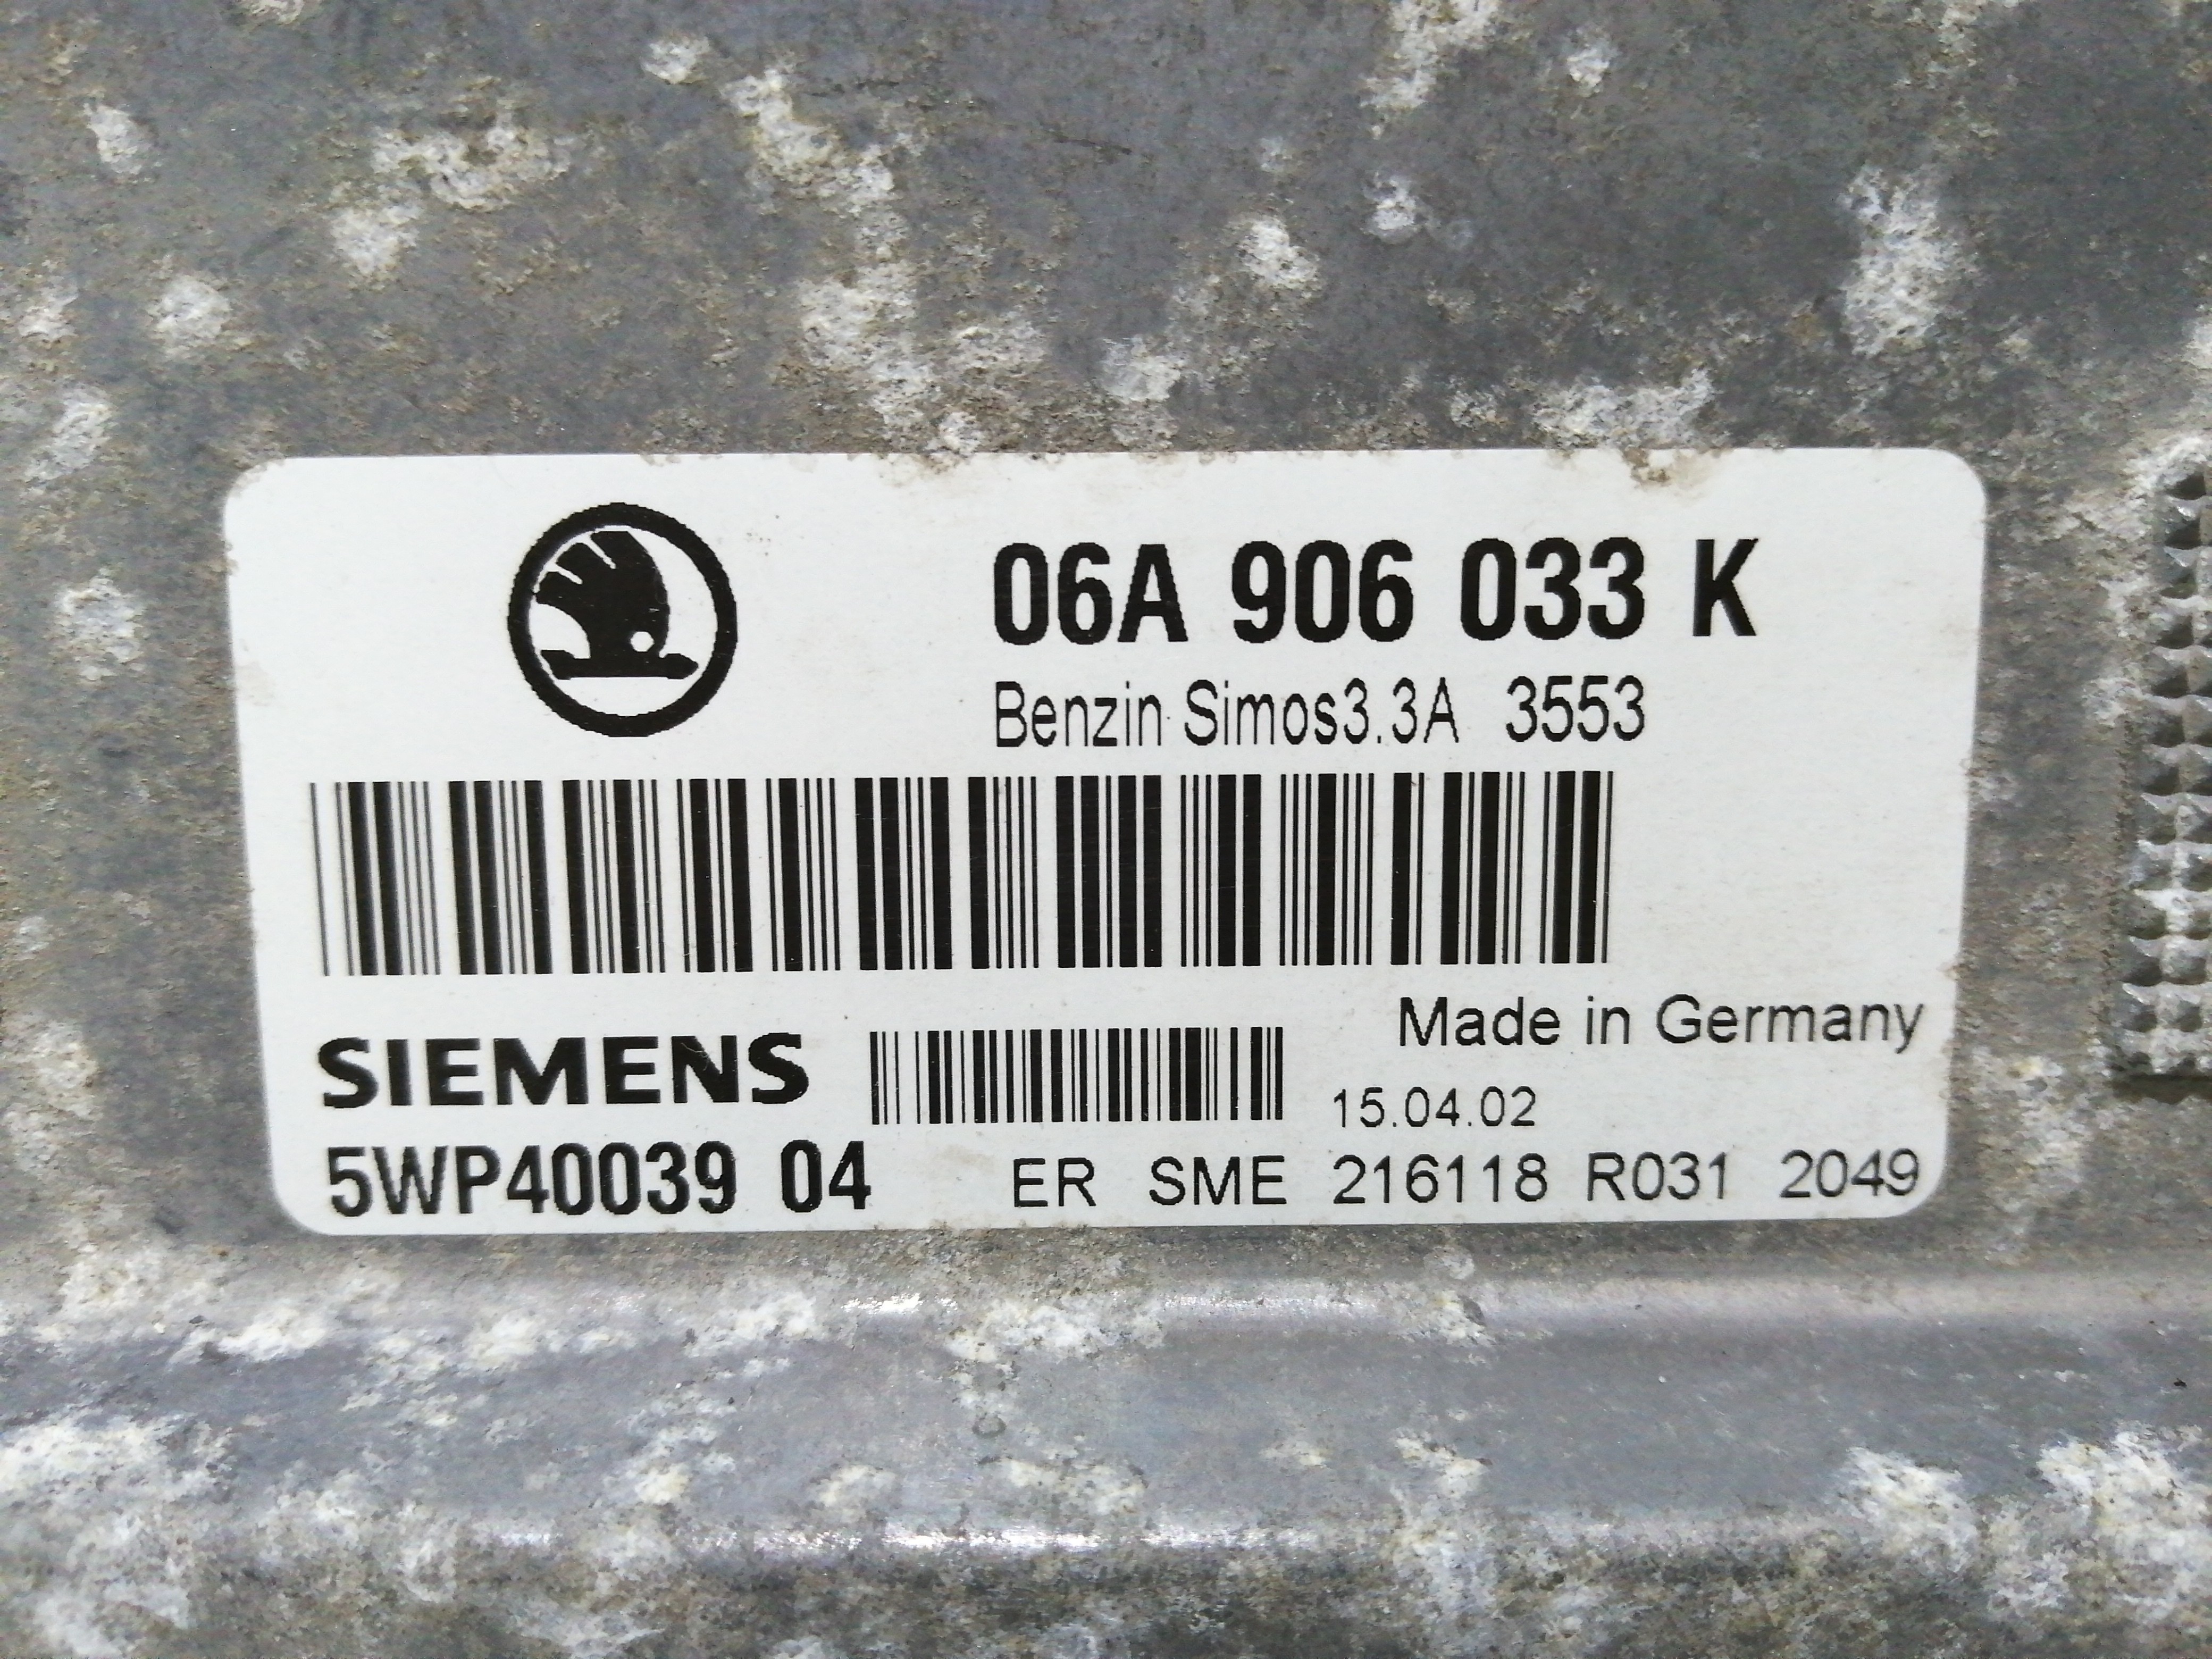 06A 906 033 K
Benzin Simos3.3A 3553
Made in Germany
SIEMENS
15.04.02
5WP40039 04 ER SME 216118 R031 2049